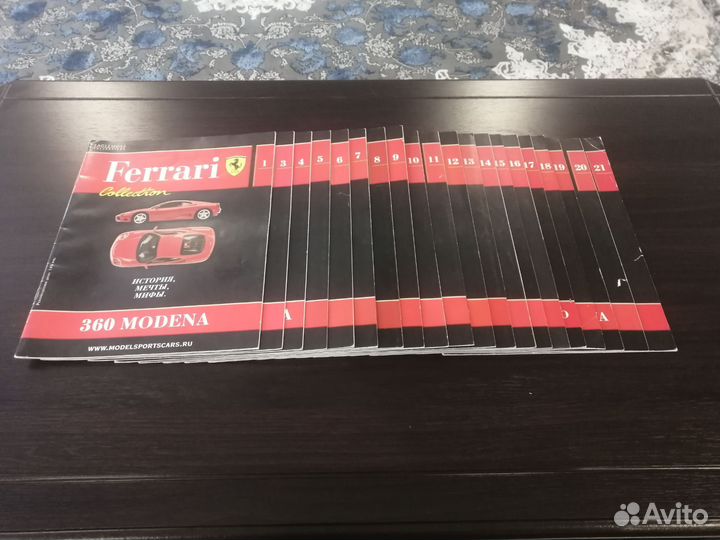 Ferrari
Collection
ИСТОРИЯ.
МЕЧТЫ.
МИФЫ.
360 MODENA
WWW.MODELSPORTSCARS.RU
1 3 4 5 6 7 8 9 10 11 12 13 14 15 16 17 18 19 20 21
A
O
VA
Avito